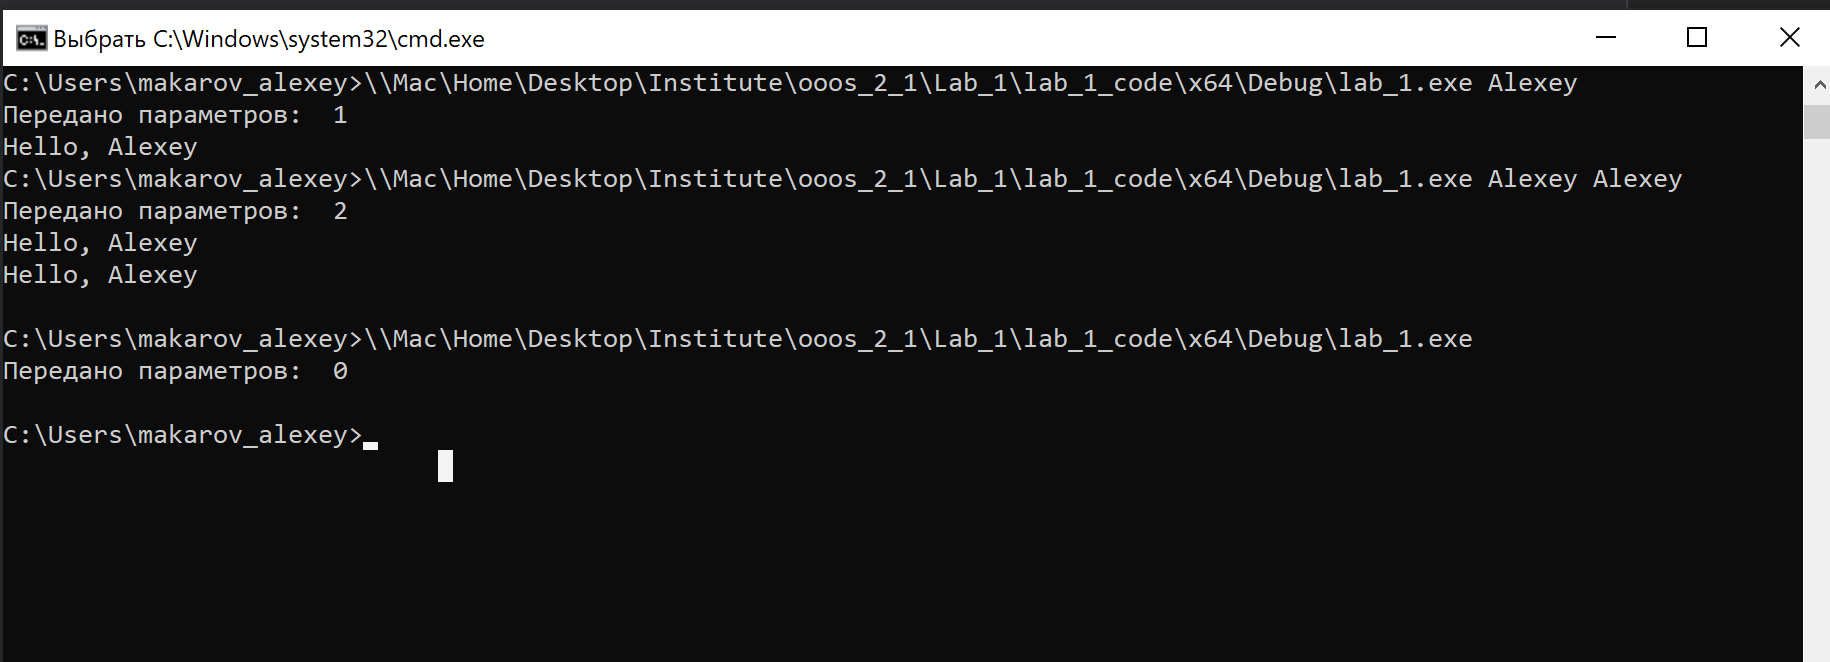 Выбрать C:\Windows\system32\cmd.exe
C:\Users\makarov_alexey>\\Mac\Home\Desktop\Institute\ooos_2_1\Lab_1\lab_1_code\x64\Debug\lab_1.exe Alexey
Передано параметров:  1
Hello, Alexey
C:\Users\makarov_alexey>\\Mac\Home\Desktop\Institute\ooos_2_1\Lab_1\lab_1_code\x64\Debug\lab_1.exe Alexey Alexey
Передано параметров:  2
Hello, Alexey
Hello, Alexey
C:\Users\makarov_alexey>\\Mac\Home\Desktop\Institute\ooos_2_1\Lab_1\lab_1_code\x64\Debug\lab_1.exe
Передано параметров:  0
C:\Users\makarov_alexey>